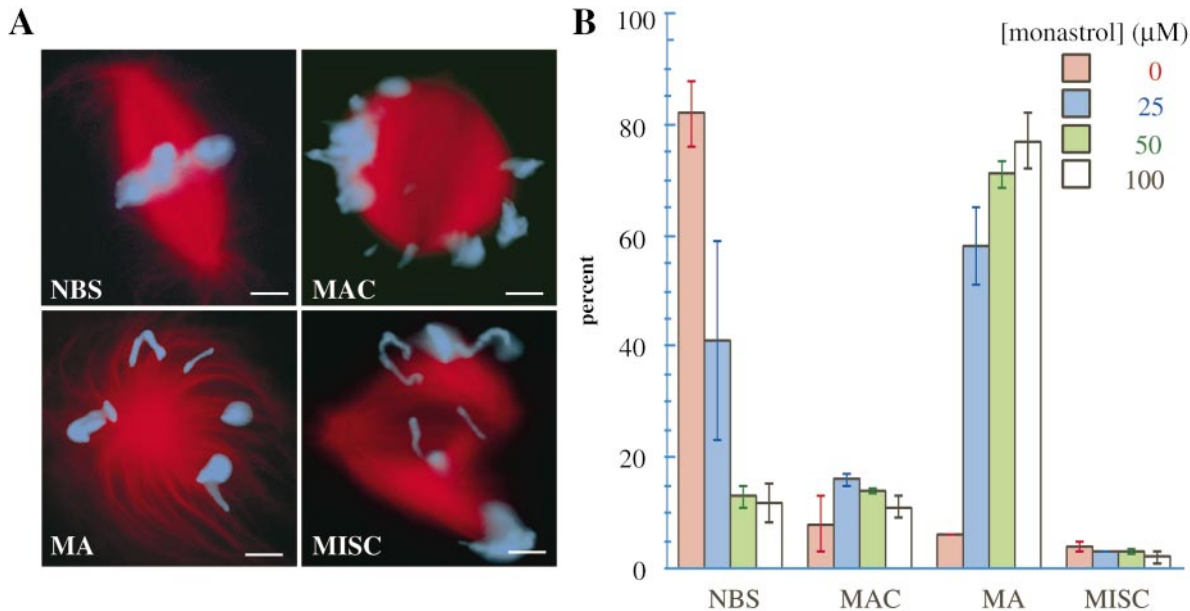 A
NBS
MAC
MA
MISC
B
[monastrol] (μM)
0
25
50
100
percent
100
80
60
40
20
0
NBS
MAC
MA
MISC